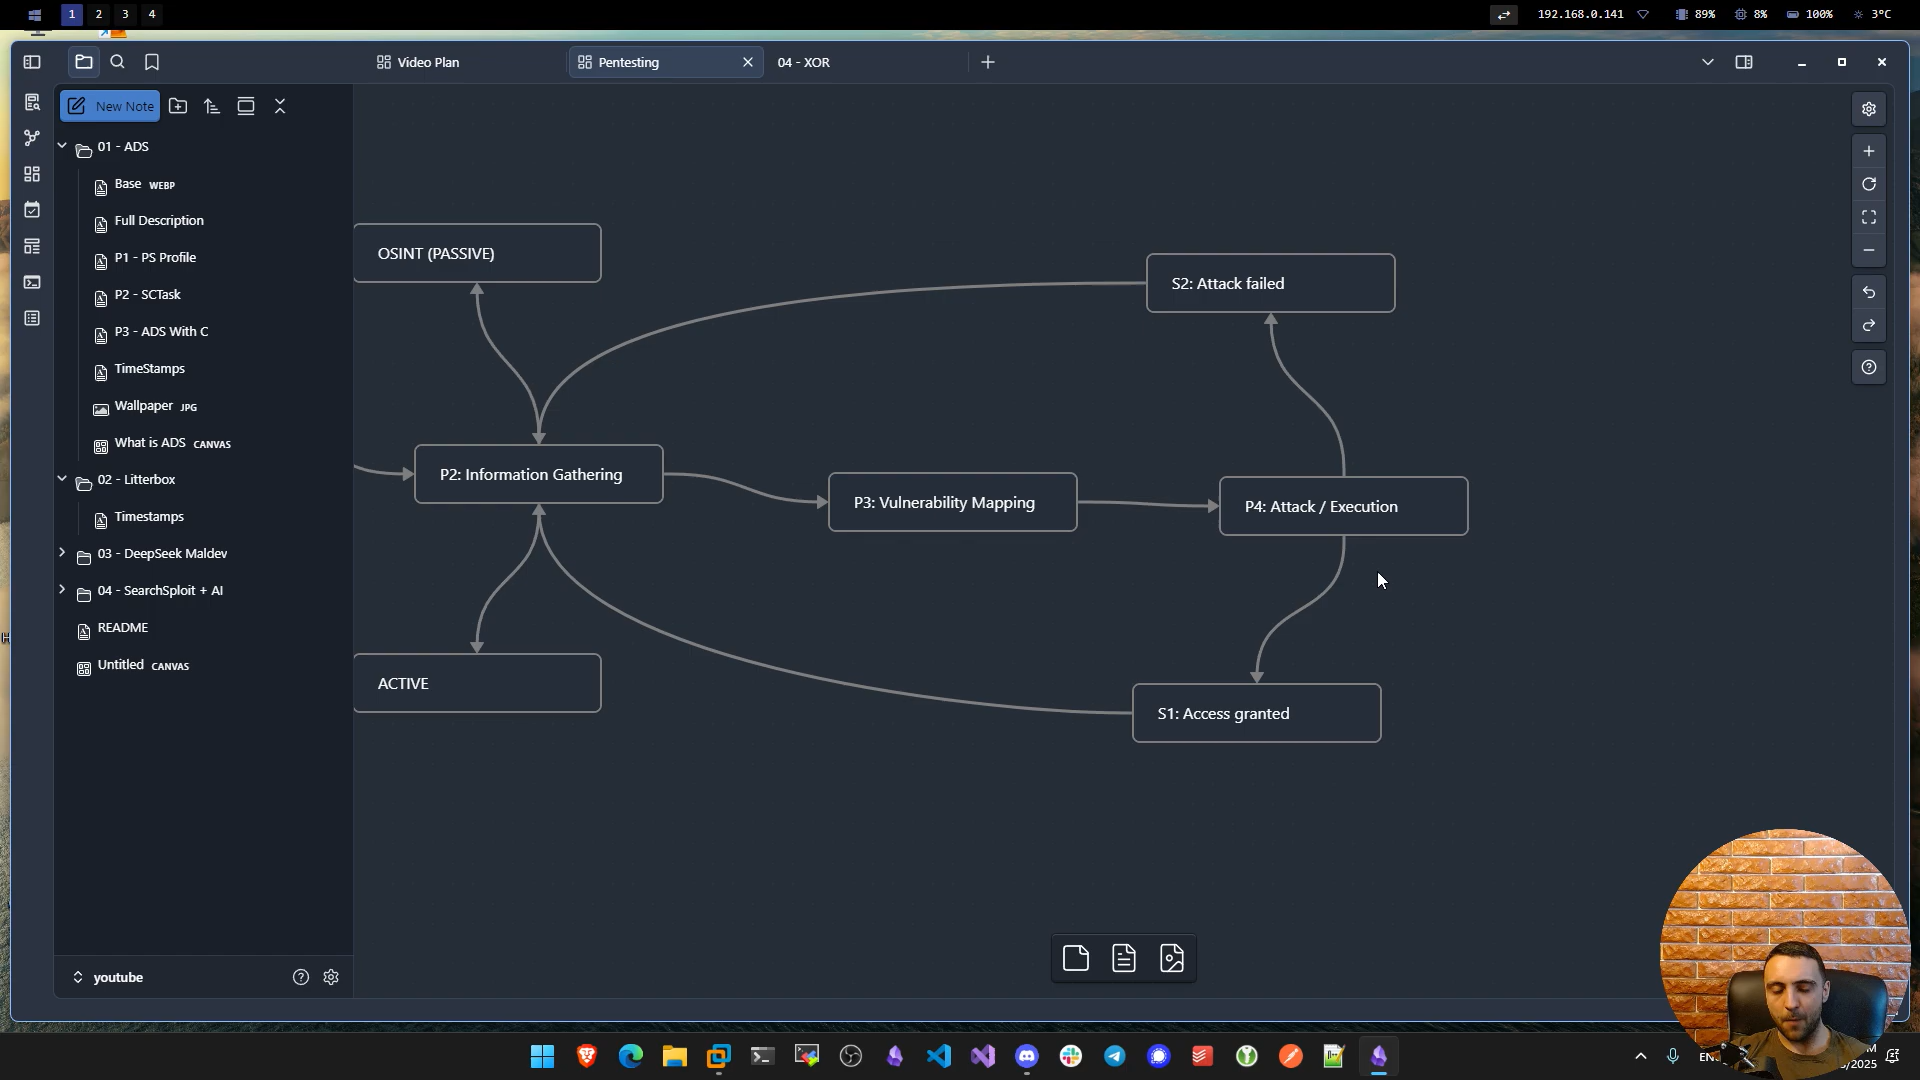 1 2 3 4
192.168.0.141 89% 8% 100% 3°C
Video Plan
Pentesting
04 - XOR
New Note
01 - ADS
Base WEBP
Full Description
P1 - PS Profile
P2 - SCTask
P3 - ADS With C
TimeStamps
Wallpaper JPG
What is ADS CANVAS
02 - Litterbox
Timestamps
03 - DeepSeek Maldev
04 - SearchSploit + AI
README
Untitled CANVAS
youtube
OSINT (PASSIVE)
S2: Attack failed
P2: Information Gathering
P3: Vulnerability Mapping
P4: Attack / Execution
ACTIVE
S1: Access granted